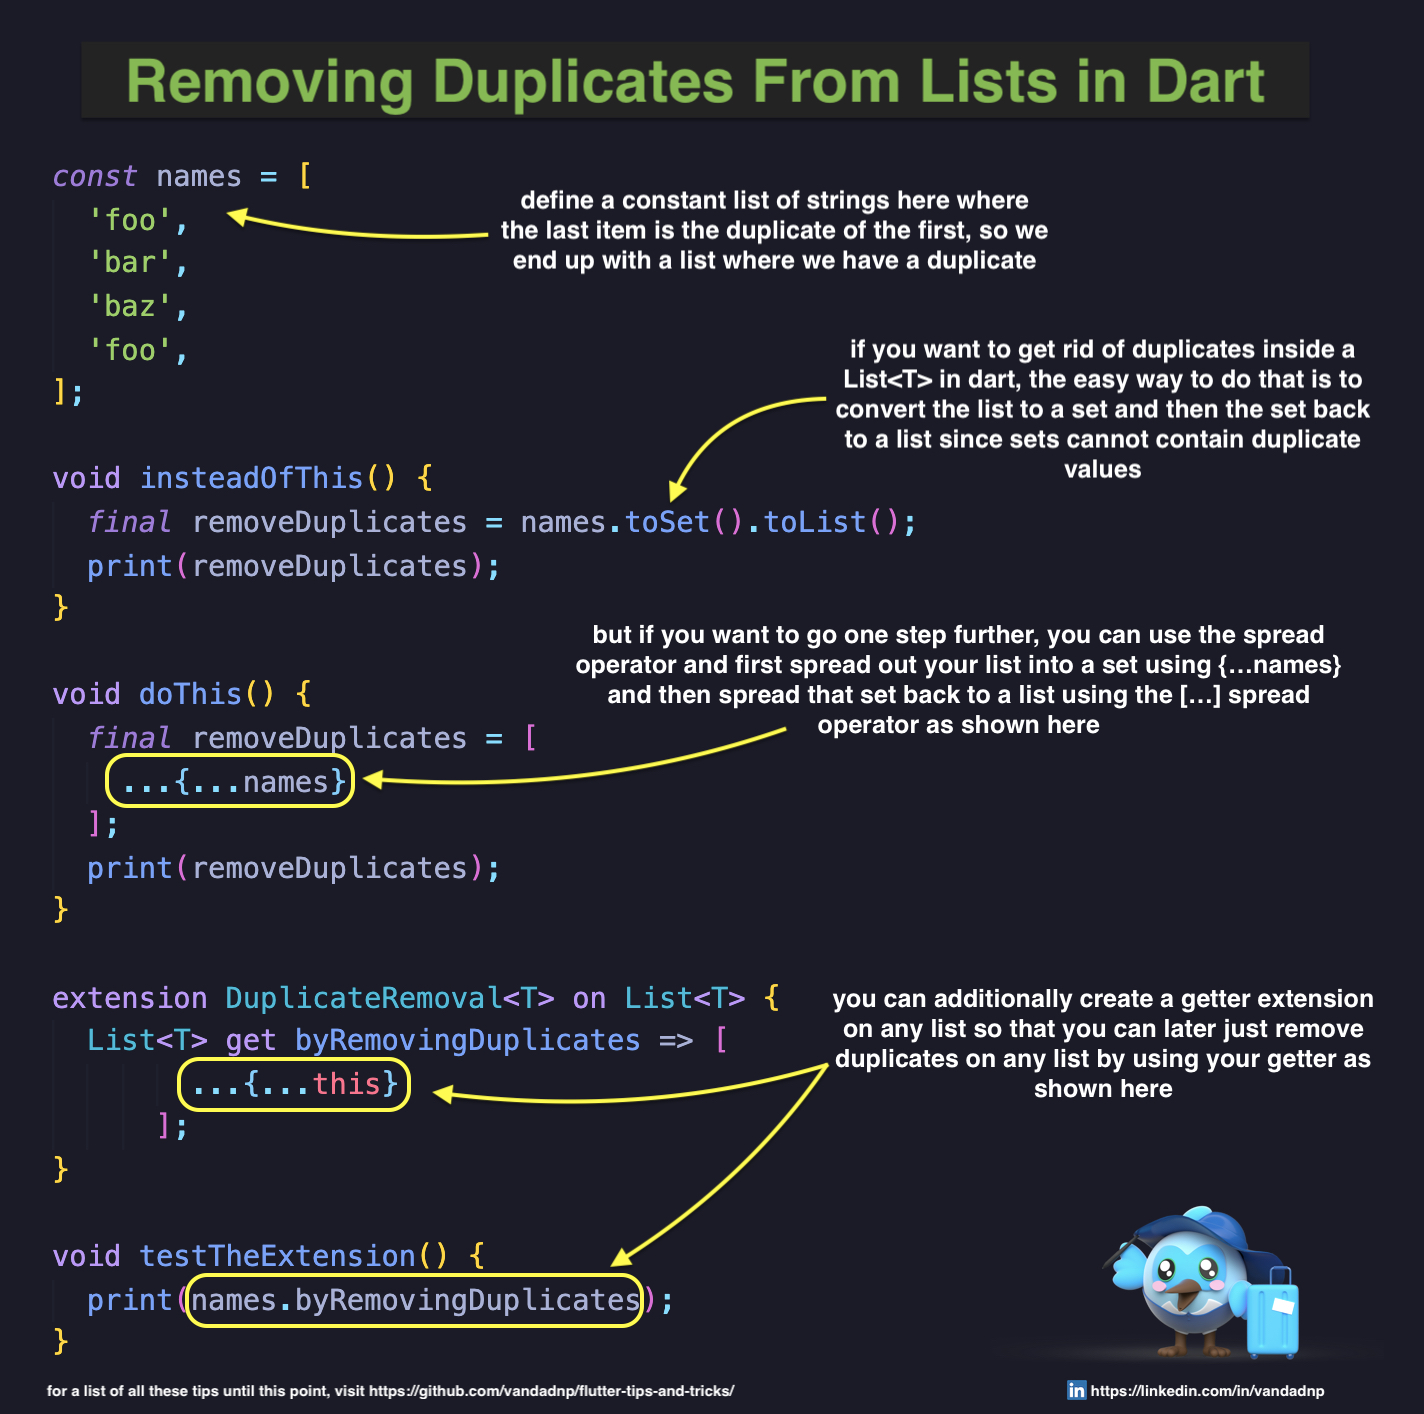 Removing Duplicates From Lists in Dart
const names = [
'foo',
'bar',
'baz',
'foo',
];
define a constant list of strings here where
the last item is the duplicate of the first, so we
end up with a list where we have a duplicate
if you want to get rid of duplicates inside a
List<T> in dart, the easy way to do that is to
convert the list to a set and then the set back
to a list since sets cannot contain duplicate
values
void insteadOfThis() {
final removeDuplicates = names.toSet().toList();
print(removeDuplicates);
}
but if you want to go one step further, you can use the spread
operator and first spread out your list into a set using {...names}
and then spread that set back to a list using the [...] spread
operator as shown here
void doThis() {
final removeDuplicates = [
...{...names}
];
print(removeDuplicates);
}
extension DuplicateRemoval<T> on List<T> {
List<T> get byRemovingDuplicates => [
...{...this}
];
}
you can additionally create a getter extension
on any list so that you can later just remove
duplicates on any list by using your getter as
shown here
void testTheExtension() {
print(names.byRemovingDuplicates);
}
for a list of all these tips until this point, visit https://github.com/vandadnp/flutter-tips-and-tricks/
in https://linkedin.com/in/vandadnp